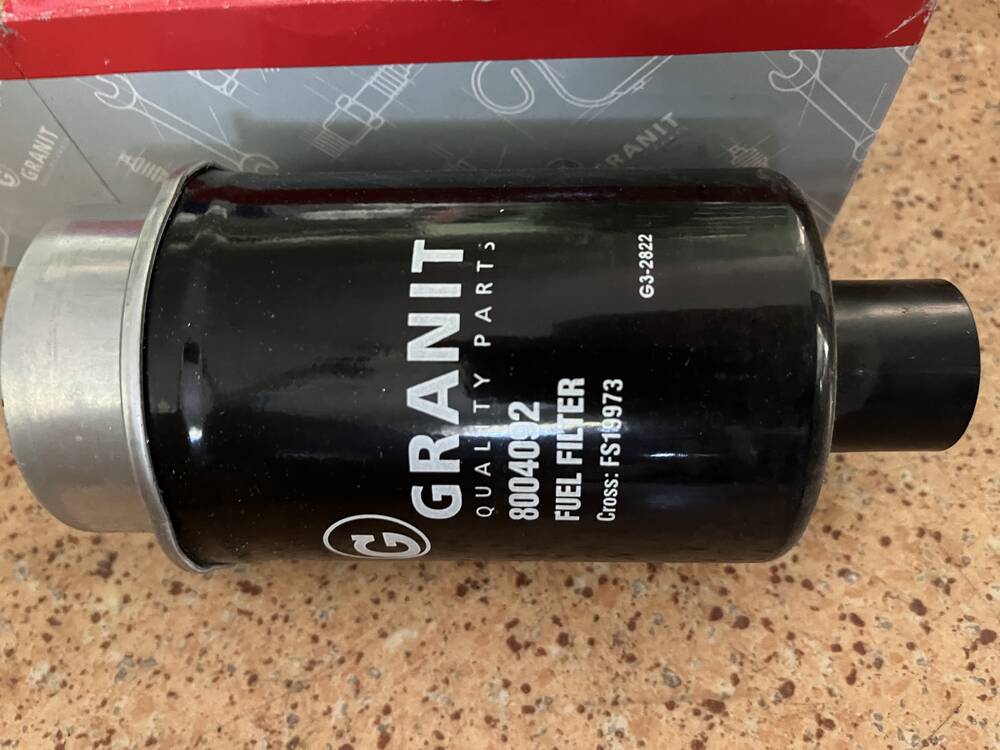 G
GRANIT
QUALITY PARTS
8004092
FUEL FILTER
Cross: FS19973
G3-2822
G
GRANIT
GRANIT